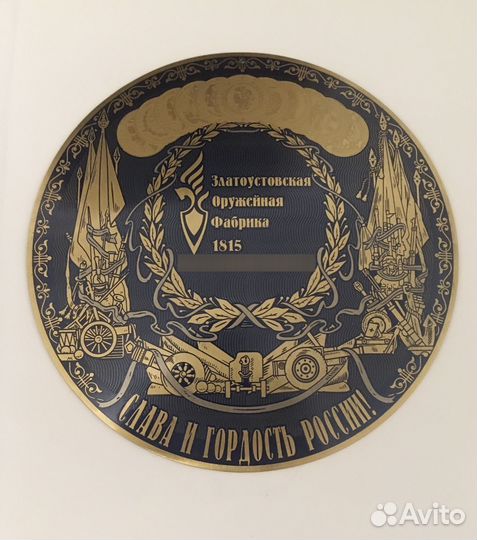 Златоустовская
Оружейная
Фабрика
1815
СЛАВА И ГОРДОСТЬ РОССИИ!
Avito